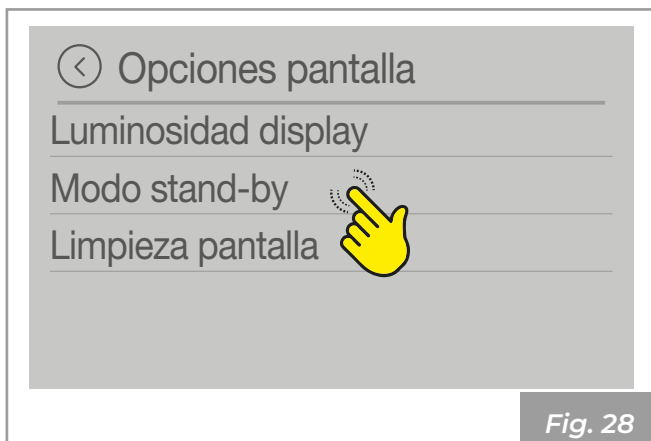 Opciones pantalla
Luminosidad display
Modo stand-by
Limpieza pantalla
Fig. 28